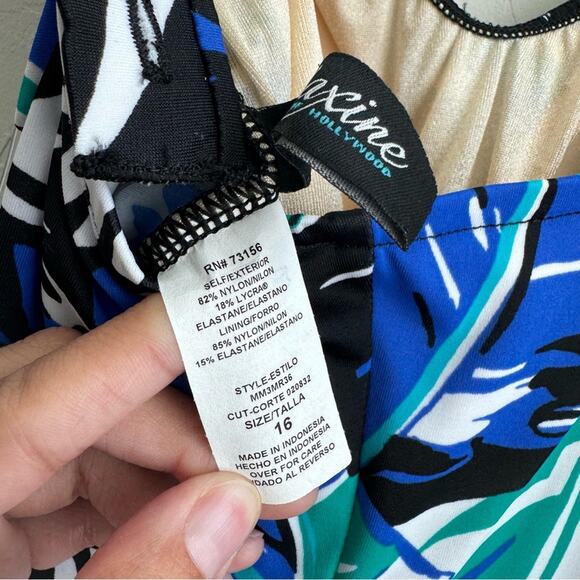 axine
HOLLYWOOD
RN# 73156
SELF/EXTERIOR
82% NYLON/NILON
18% LYCRA®
ELASTANE/ELASTANO
LINING/FORRO
85% NYLON/NILON
15% ELASTANE/ELASTANO
STYLE-ESTILO
MM3MR36
CUT-CORTE 020832
SIZE/TALLA
16
MADE IN INDONESIA
HECHO EN INDONESIA
OVER FOR CARE
DADO AL REVERSO